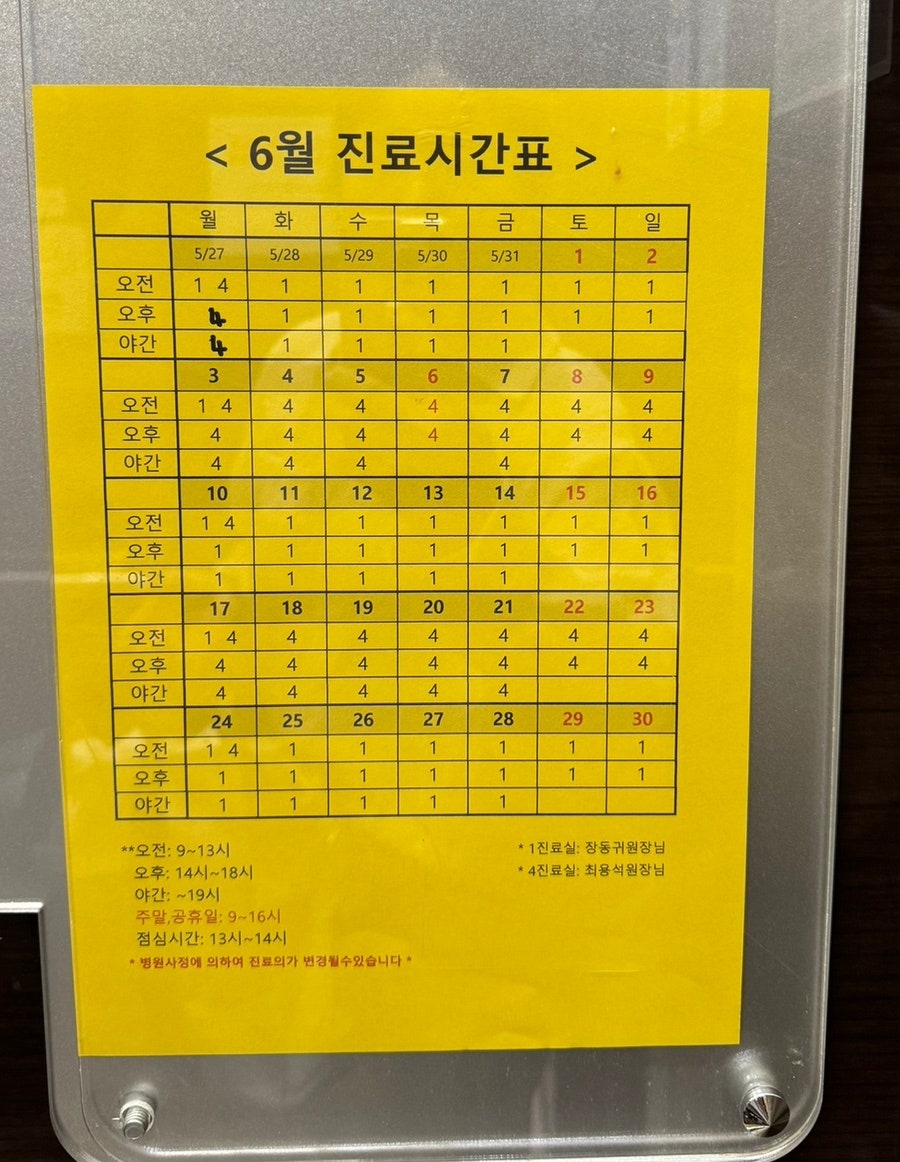 < 6월 진료시간표 >
월 화 수 목 금 토 일
5/27 5/28 5/29 5/30 5/31 1 2
오전 1 4 1 1 1 1 1 1
오후 4 1 1 1 1 1 1
야간 4 1 1 1 1
3 4 5 6 7 8 9
오전 1 4 4 4 4 4 4 4
오후 4 4 4 4 4 4 4
야간 4 4 4 4
10 11 12 13 14 15 16
오전 1 4 1 1 1 1 1 1
오후 1 1 1 1 1 1 1
야간 1 1 1 1 1
17 18 19 20 21 22 23
오전 1 4 4 4 4 4 4 4
오후 4 4 4 4 4 4 4
야간 4 4 4 4 4
24 25 26 27 28 29 30
오전 1 4 1 1 1 1 1 1
오후 1 1 1 1 1 1 1
야간 1 1 1 1 1
**오전: 9~13시
오후: 14시~18시
야간: ~19시
주말,공휴일: 9~16시
점심시간: 13시~14시
* 병원사정에 의하여 진료의가 변경될수있습니다 *
* 1진료실: 장동귀원장님
* 4진료실: 최용석원장님